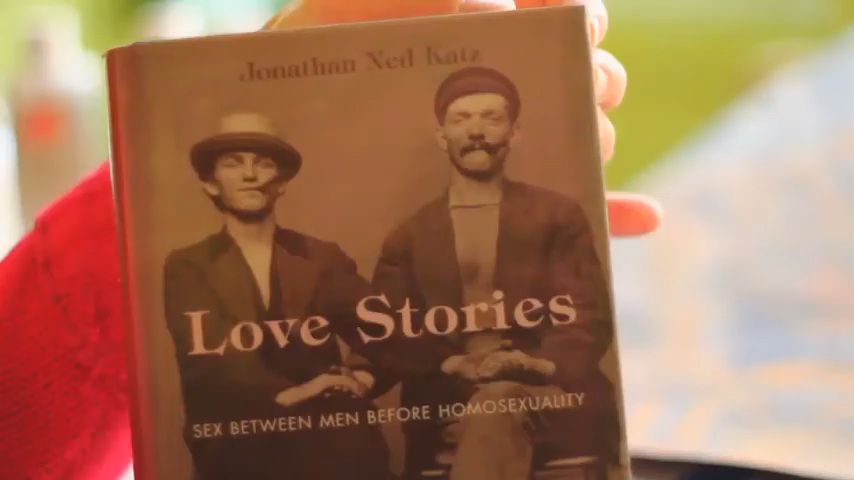 Jonathan Ned Katz
Love Stories
SEX BETWEEN MEN BEFORE HOMOSEXUALITY